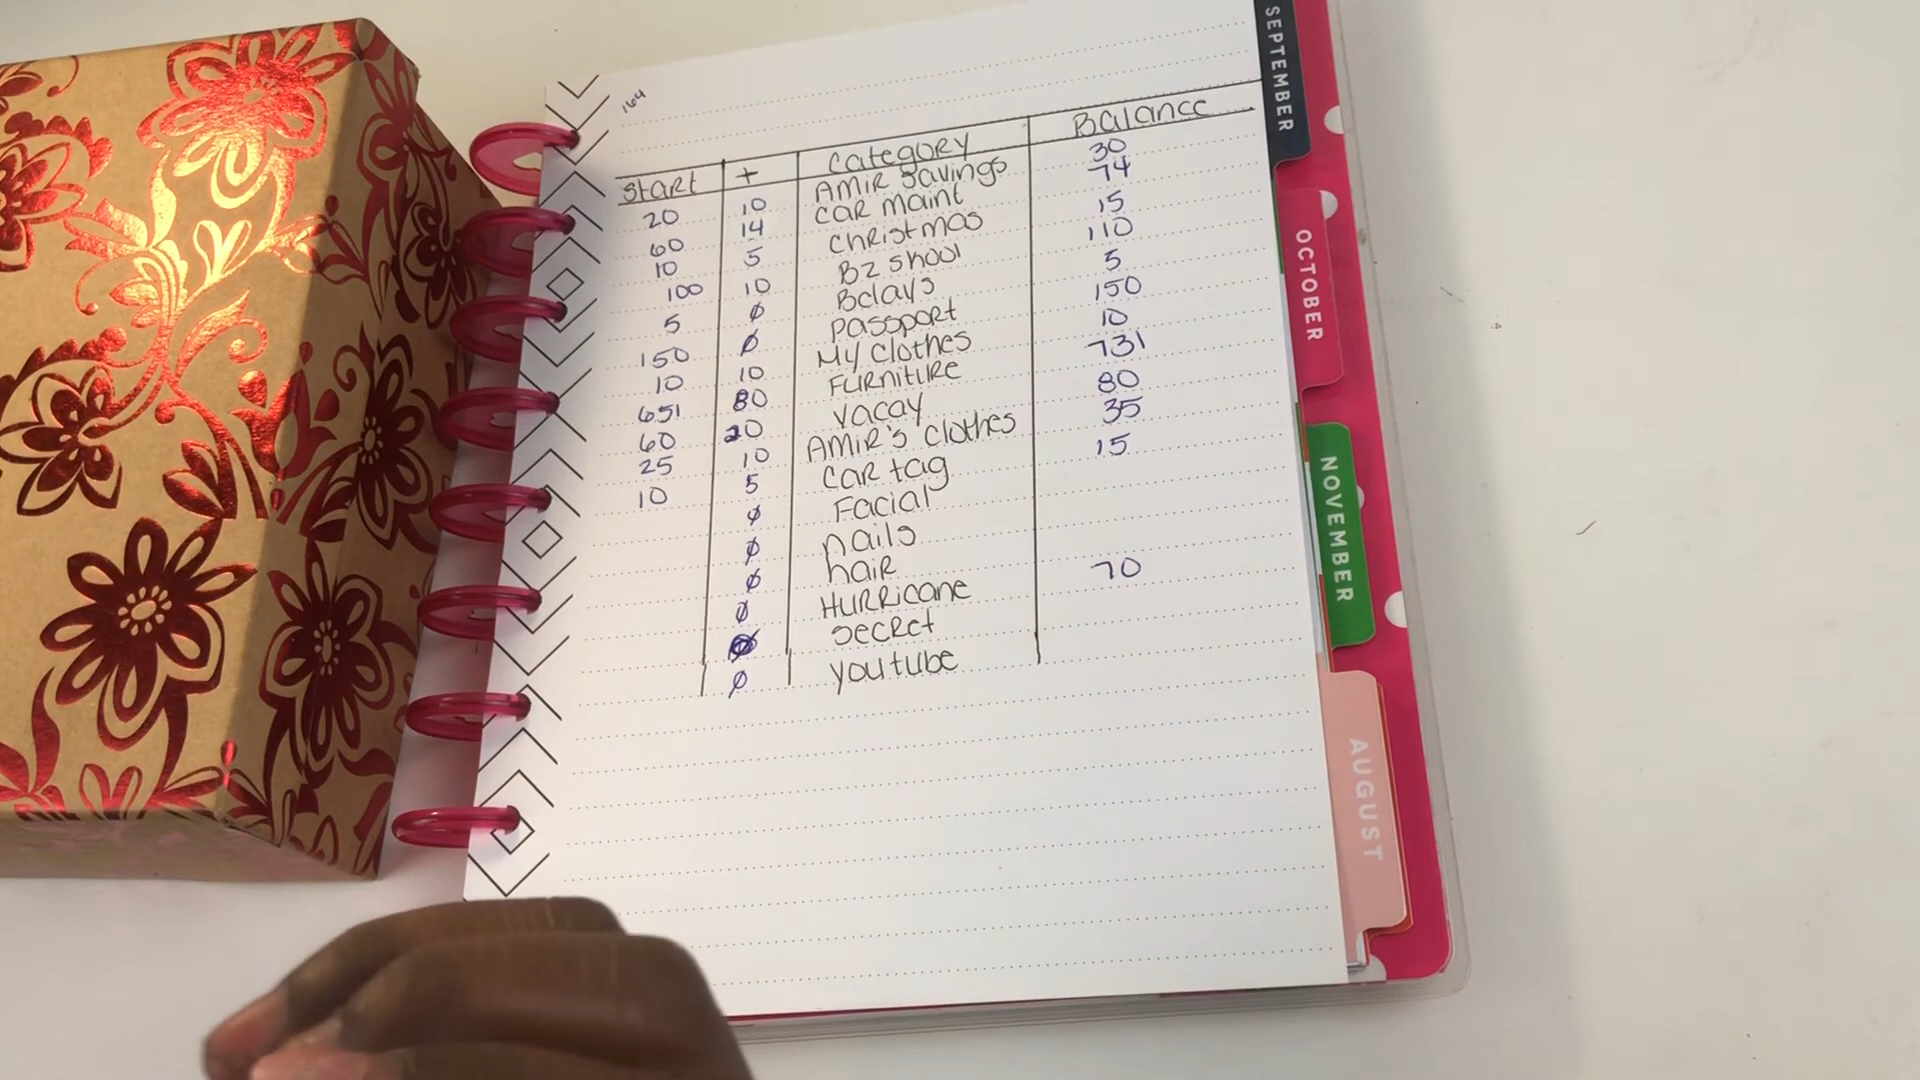 164
Start + Category Balance
20 10 Amir Savings 30
60 14 Car maint 74
10 5 Christmas 15
100 10 B2 shool 110
5 ø Bdays 5
150 ø Passport 150
10 10 My clothes 10
651 80 Furniture 731
60 20 Vacay 80
25 10 Amir's clothes 35
10 5 Car tag 15
ø Facial
ø nails
ø hair
ø Hurricane 70
ø secret
ø youtube
SEPTEMBER
OCTOBER
NOVEMBER
AUGUST